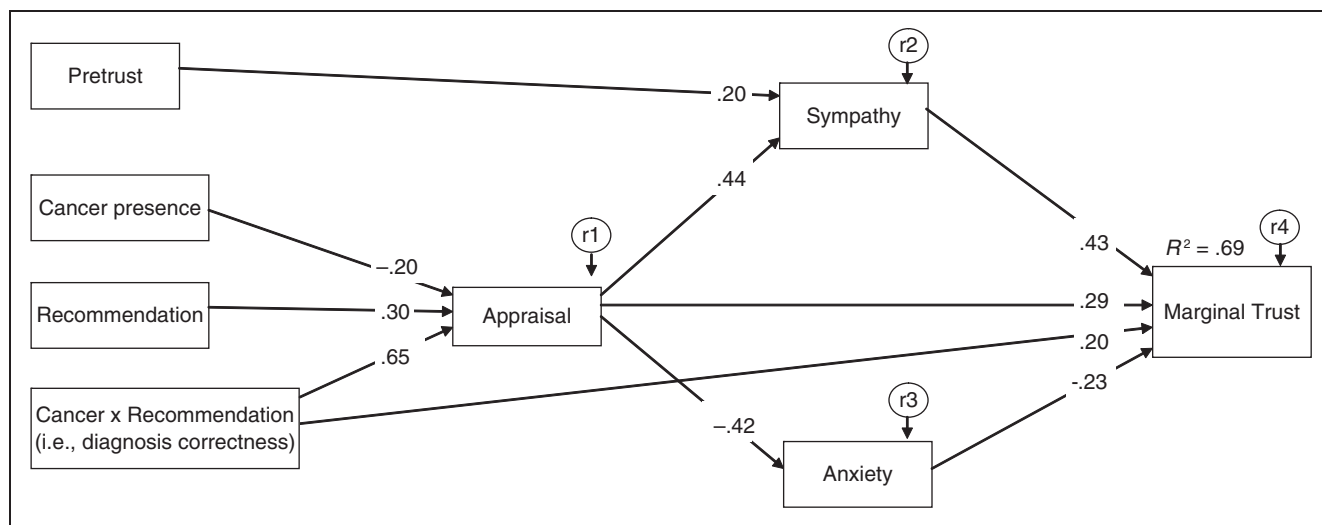 r2
Pretrust
.20
Sympathy
Cancer presence
.44
r1
r4
.43
R² = .69
–.20
Recommendation
.30
Appraisal
.29
Marginal Trust
.20
.65
-.23
r3
Cancer x Recommendation
(i.e., diagnosis correctness)
–.42
Anxiety